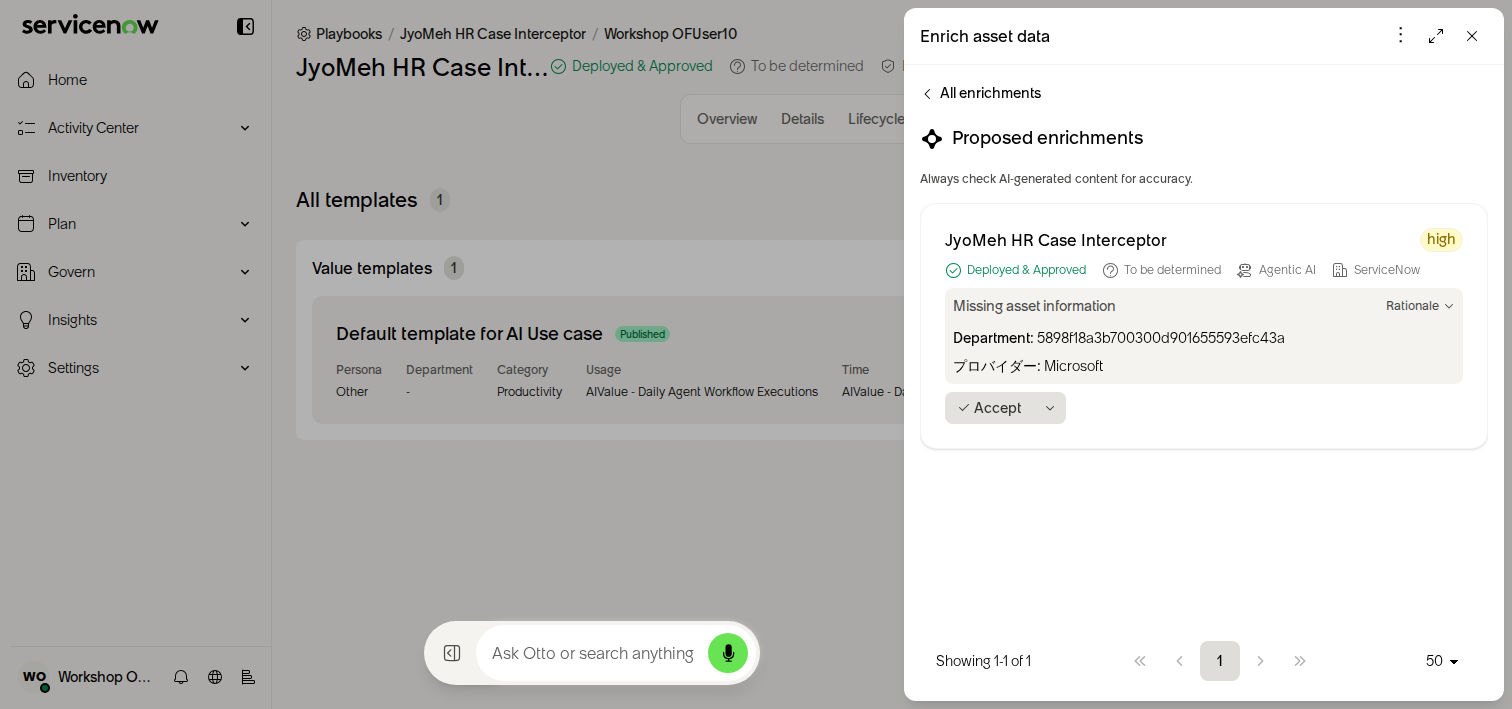 servicenow
Home
Activity Center
Inventory
Plan
Govern
Insights
Settings
WO Workshop O...
Playbooks / JyoMeh HR Case Interceptor / Workshop OFUser10
JyoMeh HR Case Int... Deployed & Approved To be determined
Overview Details Lifecycle
All templates 1
Value templates 1
Default template for AI Use case Published
Persona Department Category Usage Time
Other - Productivity AIValue - Daily Agent Workflow Executions AIValue - Da
Ask Otto or search anything
Enrich asset data
All enrichments
Proposed enrichments
Always check AI-generated content for accuracy.
JyoMeh HR Case Interceptor high
Deployed & Approved To be determined Agentic AI ServiceNow
Missing asset information Rationale
Department: 5898f18a3b700300d901655593efc43a
プロバイダー: Microsoft
Accept
Showing 1-1 of 1
1
50